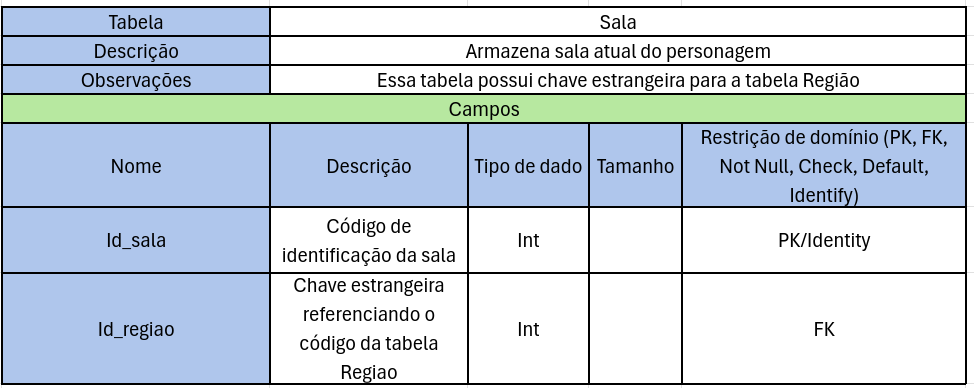 Tabela
Sala
Descrição
Armazena sala atual do personagem
Observações
Essa tabela possui chave estrangeira para a tabela Região
Campos
Nome
Descrição
Tipo de dado
Tamanho
Restrição de domínio (PK, FK,
Not Null, Check, Default,
Identify)
Id_sala
Código de
identificação da sala
Int
PK/Identity
Id_regiao
Chave estrangeira
referenciando o
código da tabela
Regiao
Int
FK